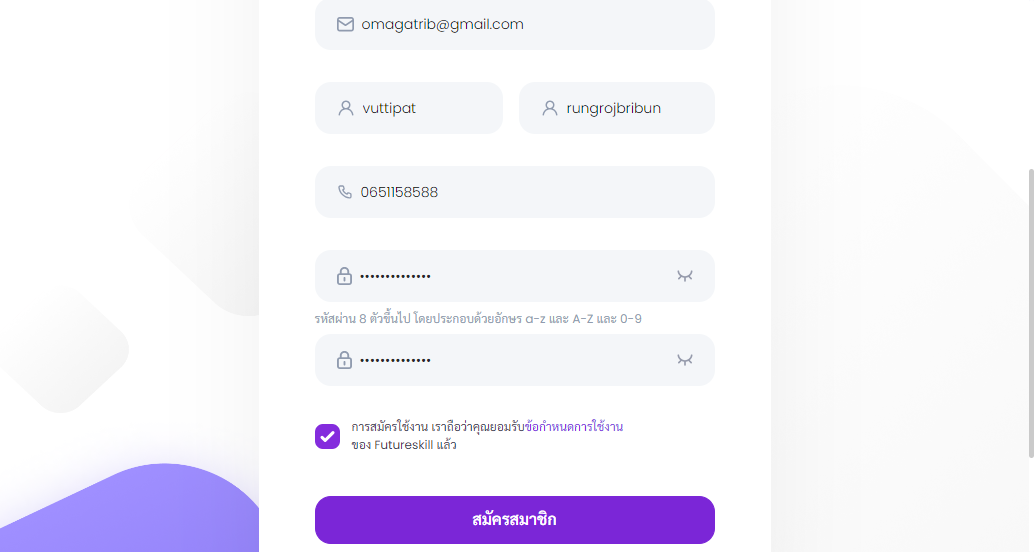 omagatrib@gmail.com
vuttipat
rungrojbribun
0651158588
••••••••••••••
รหัสผ่าน 8 ตัวขึ้นไป โดยประกอบด้วยอักษร a-z และ A-Z และ 0-9
••••••••••••••
การสมัครใช้งาน เราถือว่าคุณยอมรับข้อกำหนดการใช้งาน
ของ Futureskill แล้ว
สมัครสมาชิก